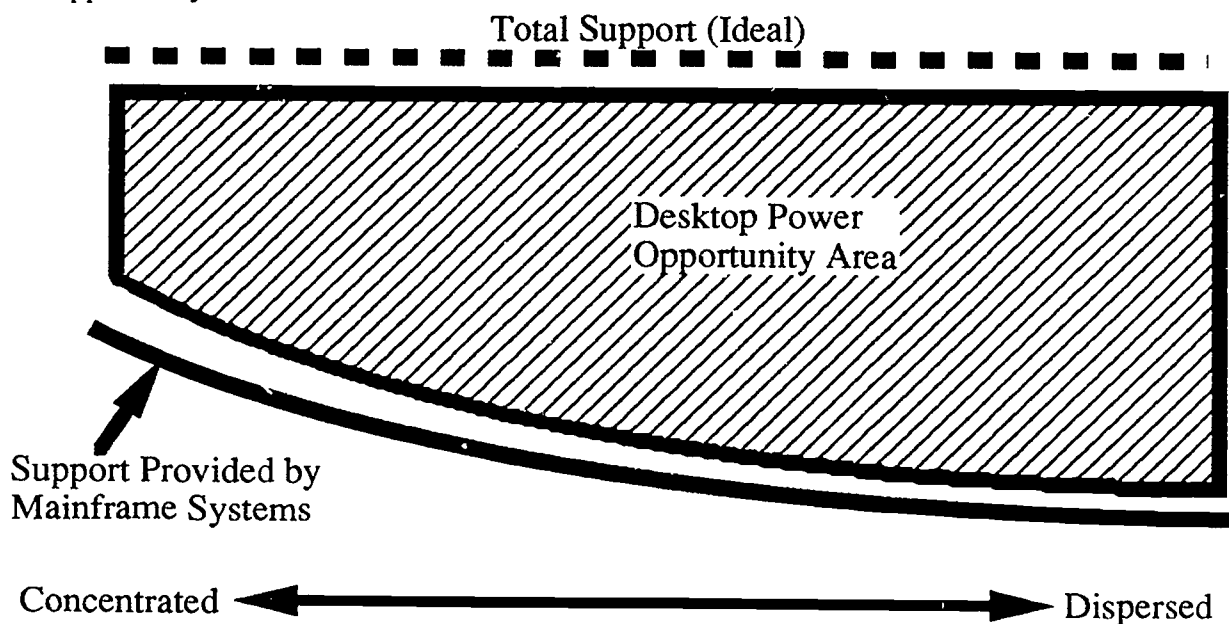 Total Support (Ideal)
Desktop Power
Opportunity Area
Support Provided by
Mainframe Systems
Concentrated
Dispersed